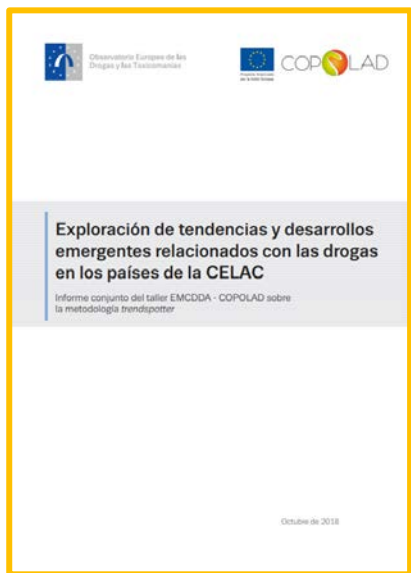 Observatorio Europeo de las
Drogas y las Toxicomanías
COPOLAD
Exploración de tendencias y desarrollos
emergentes relacionados con las drogas
en los países de la CELAC
Informe conjunto del taller EMCDDA - COPOLAD sobre
la metodología trendspotter
Octubre de 2018